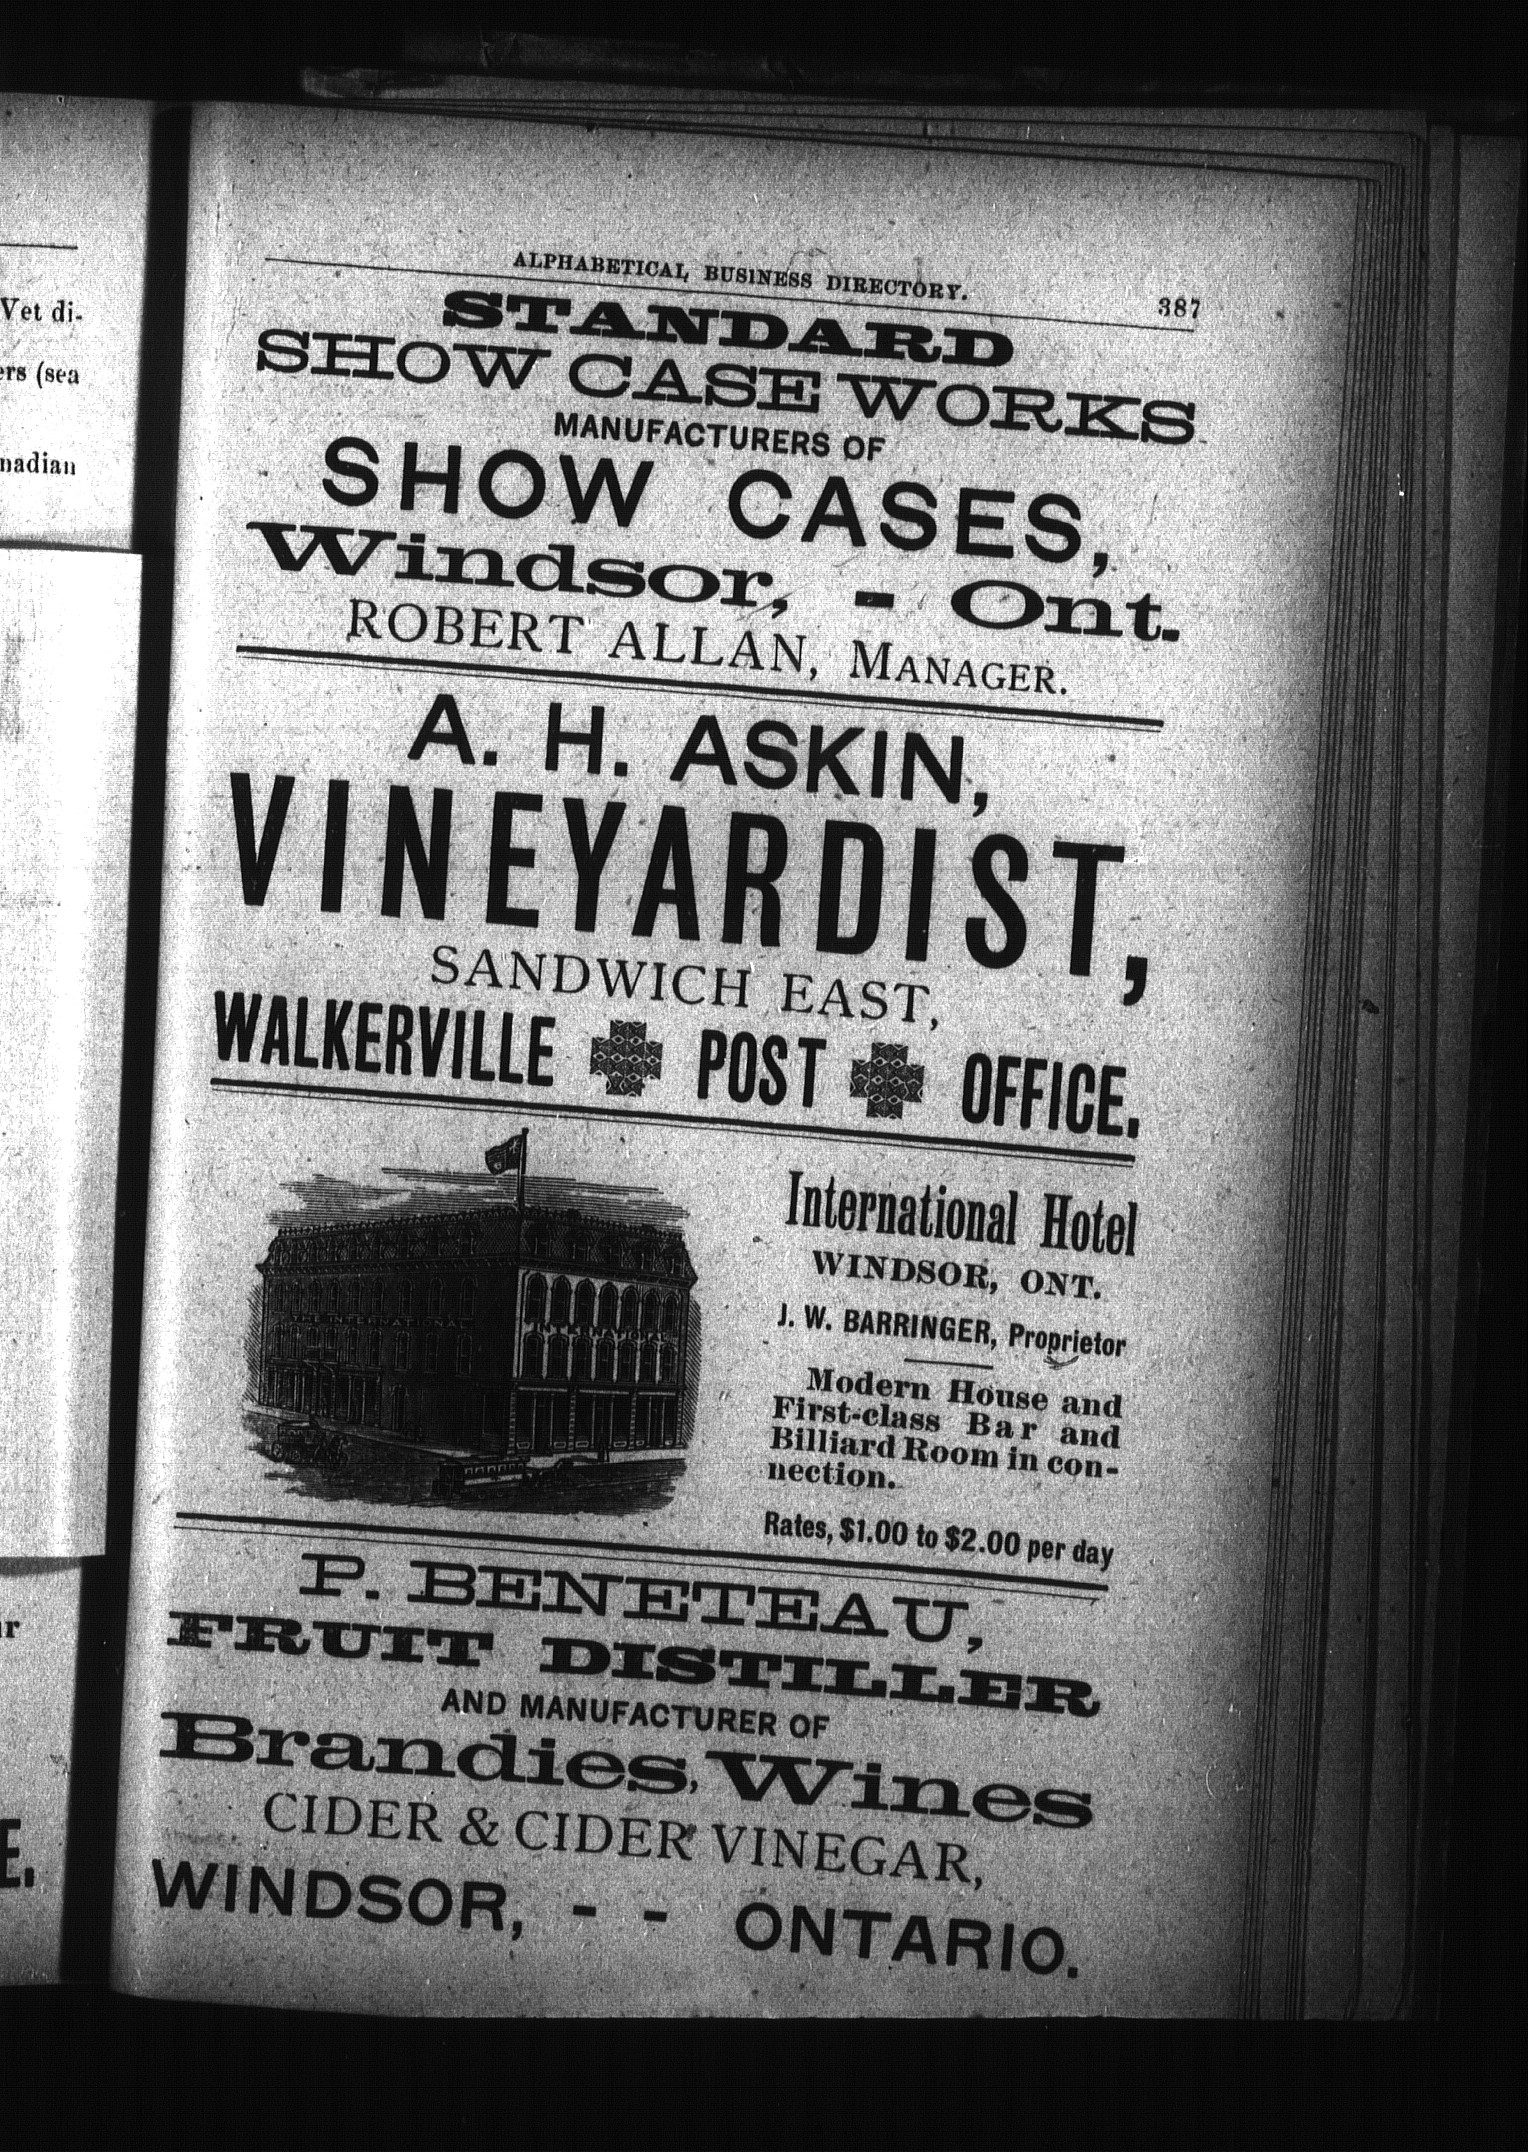 Vet di-
ers (sea
nadian
r
E.
ALPHABETICAL BUSINESS DIRECTORY. 387
STANDARD
SHOW CASE WORKS
MANUFACTURERS OF
SHOW CASES,
Windsor, - Ont.
ROBERT ALLAN, MANAGER.
A. H. ASKIN,
VINEYARDIST,
SANDWICH EAST,
WALKERVILLE POST OFFICE.
THE INTERNATIONAL
INTERNATIONAL
International Hotel
WINDSOR, ONT.
J. W. BARRINGER, Proprietor
Modern House and
First-class Bar and
Billiard Room in con-
nection.
Rates, $1.00 to $2.00 per day
P. BENETEAU,
FRUIT DISTILLER
AND MANUFACTURER OF
Brandies, Wines
CIDER & CIDER VINEGAR,
WINDSOR, - - ONTARIO.